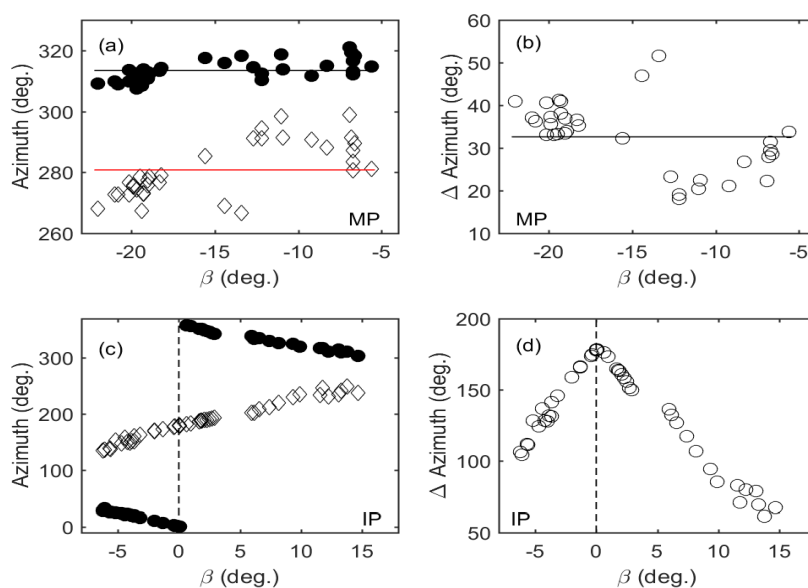 (a)
MP
Azimuth (deg.)
320
300
280
260
-20
-15
-10
-5
β (deg.)
(b)
MP
Δ Azimuth (deg.)
60
50
40
30
20
10
-20
-15
-10
-5
β (deg.)
(c)
IP
Azimuth (deg.)
300
200
100
0
-5
0
5
10
15
β (deg.)
(d)
IP
Δ Azimuth (deg.)
200
150
100
50
-5
0
5
10
15
β (deg.)